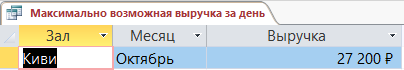 Максимально возможная выручка за день
Зал Месяц Выручка
Киви Октябрь 27 200 ₽